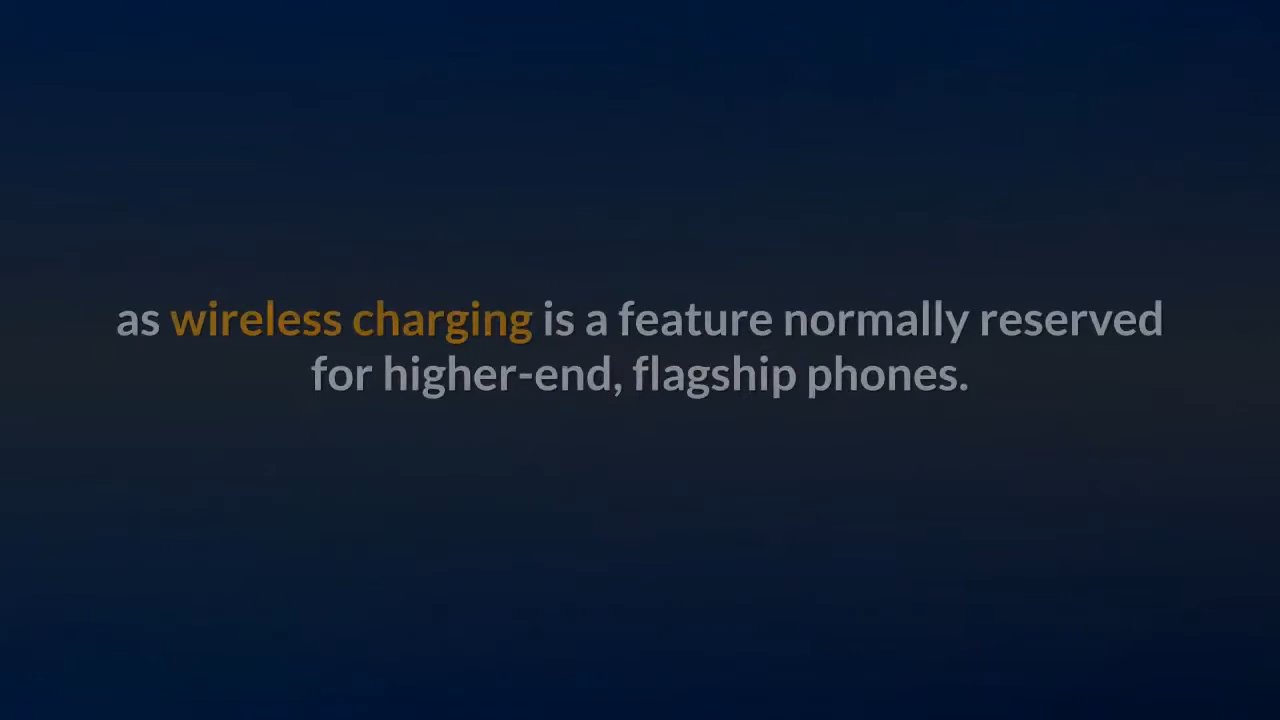 as wireless charging is a feature normally reserved
for higher-end, flagship phones.